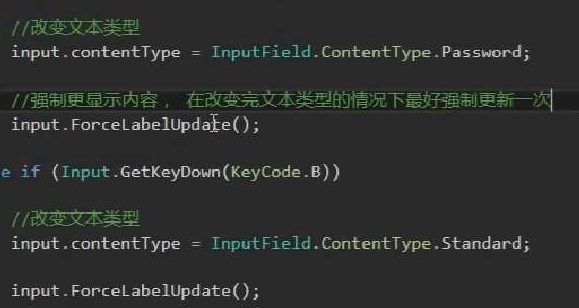 //改变文本类型
input.contentType = InputField.ContentType.Password;
//强制更显示内容， 在改变完文本类型的情况下最好强制更新一次
input.ForceLabelUpdate();
e if (Input.GetKeyDown(KeyCode.B))
//改变文本类型
input.contentType = InputField.ContentType.Standard;
input.ForceLabelUpdate();